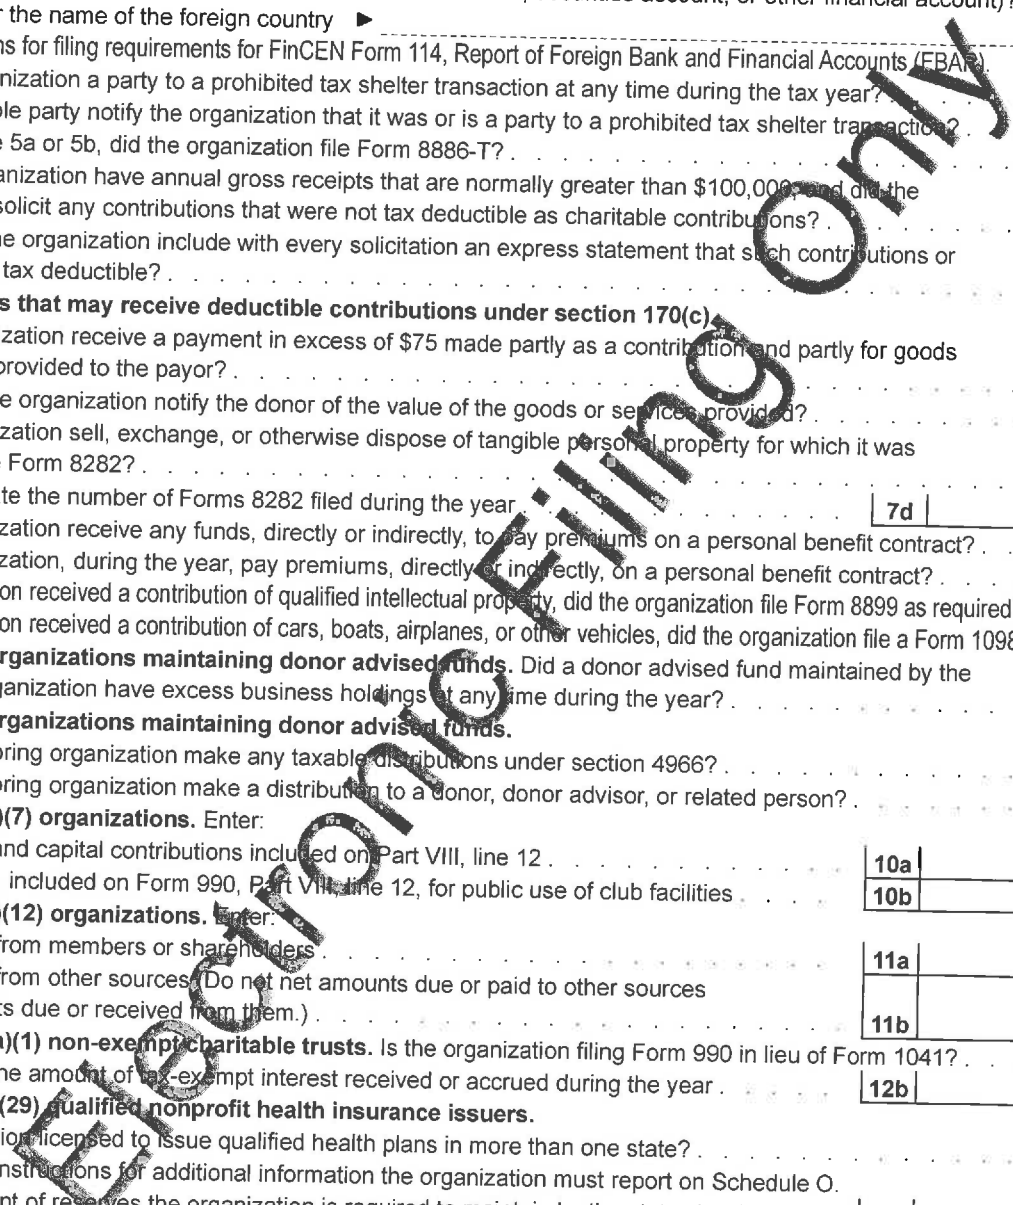 the name of the foreign country ▶
ns for filing requirements for FinCEN Form 114, Report of Foreign Bank and Financial Accounts (FBAR).
nization a party to a prohibited tax shelter transaction at any time during the tax year?
le party notify the organization that it was or is a party to a prohibited tax shelter transaction?
5a or 5b, did the organization file Form 8886-T?
anization have annual gross receipts that are normally greater than $100,000, and did the
solicit any contributions that were not tax deductible as charitable contributions?
e organization include with every solicitation an express statement that such contributions or
tax deductible?
s that may receive deductible contributions under section 170(c).
zation receive a payment in excess of $75 made partly as a contribution and partly for goods
provided to the payor?
e organization notify the donor of the value of the goods or services provided?
zation sell, exchange, or otherwise dispose of tangible personal property for which it was
Form 8282?
te the number of Forms 8282 filed during the year 7d
zation receive any funds, directly or indirectly, to pay premiums on a personal benefit contract?
zation, during the year, pay premiums, directly or indirectly, on a personal benefit contract?
on received a contribution of qualified intellectual property, did the organization file Form 8899 as required
on received a contribution of cars, boats, airplanes, or other vehicles, did the organization file a Form 1098
rganizations maintaining donor advised funds. Did a donor advised fund maintained by the
ganization have excess business holdings at any time during the year?
rganizations maintaining donor advised funds.
oring organization make any taxable distributions under section 4966?
oring organization make a distribution to a donor, donor advisor, or related person?
)(7) organizations. Enter:
and capital contributions included on Part VIII, line 12 10a
included on Form 990, Part VIII, line 12, for public use of club facilities 10b
(12) organizations. Enter:
from members or shareholders 11a
from other sources (Do not net amounts due or paid to other sources
ts due or received from them.) 11b
a)(1) non-exempt charitable trusts. Is the organization filing Form 990 in lieu of Form 1041?
he amount of tax-exempt interest received or accrued during the year 12b
(29) qualified nonprofit health insurance issuers.
ion licensed to issue qualified health plans in more than one state?
nstructions for additional information the organization must report on Schedule O.
Electronic Filing Only